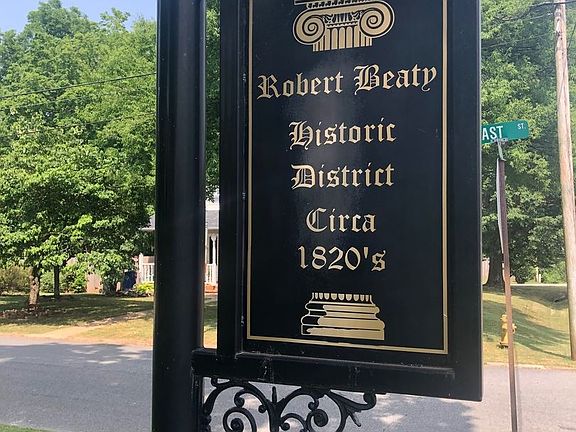 Robert Beaty
Historic
District
Circa
1820's
AST ST